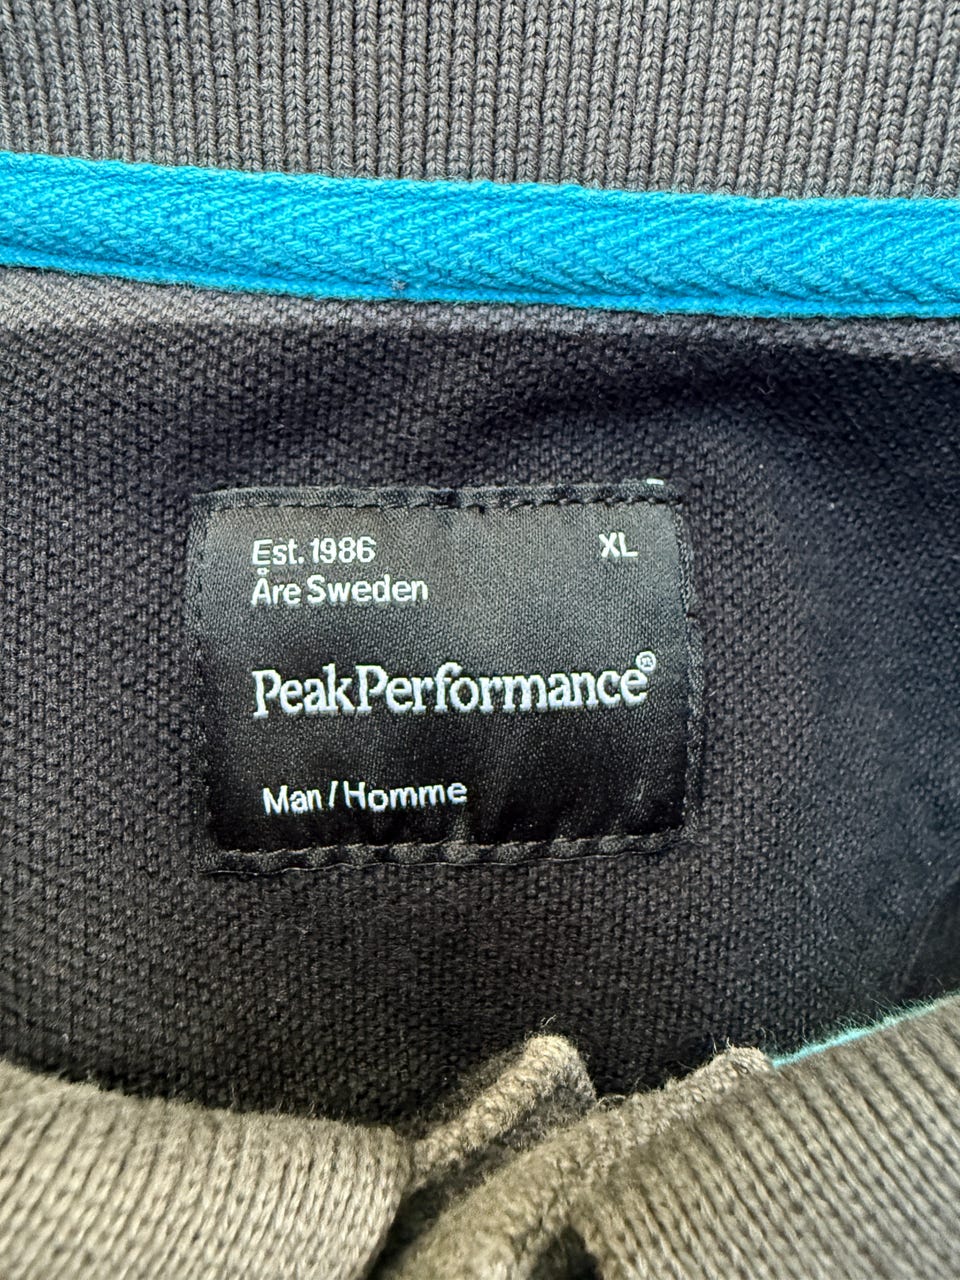 Est. 1986
XL
Åre Sweden
PeakPerformance®
Man / Homme